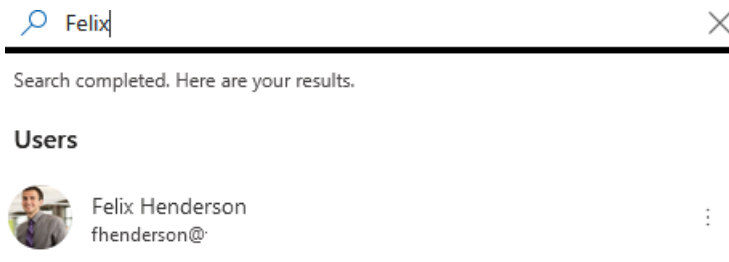 Felix
Search completed. Here are your results.
Users
Felix Henderson
fhenderson@